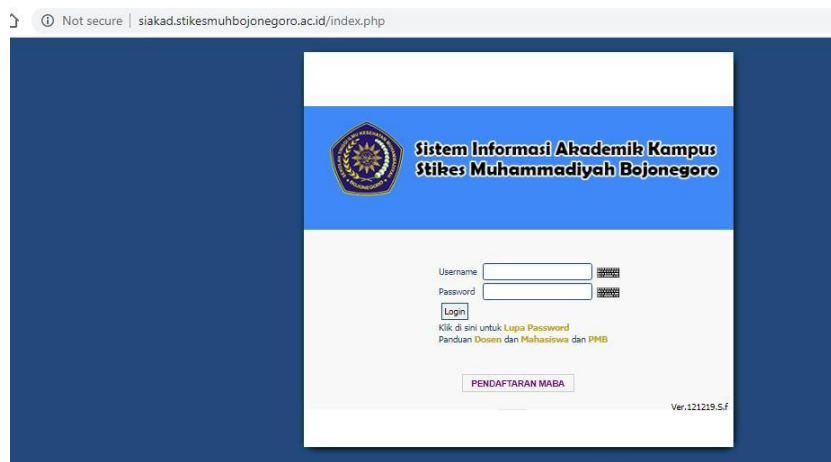 Not secure | siakad.stikesmuhbojonegoro.ac.id/index.php
Sistem Informasi Akademik Kampus
Stikes Muhammadiyah Bojonegoro
Username
Password
Login
Klik di sini untuk Lupa Password
Panduan Dosen dan Mahasiswa dan PMB
PENDAFTARAN MABA
Ver.121219.S.f